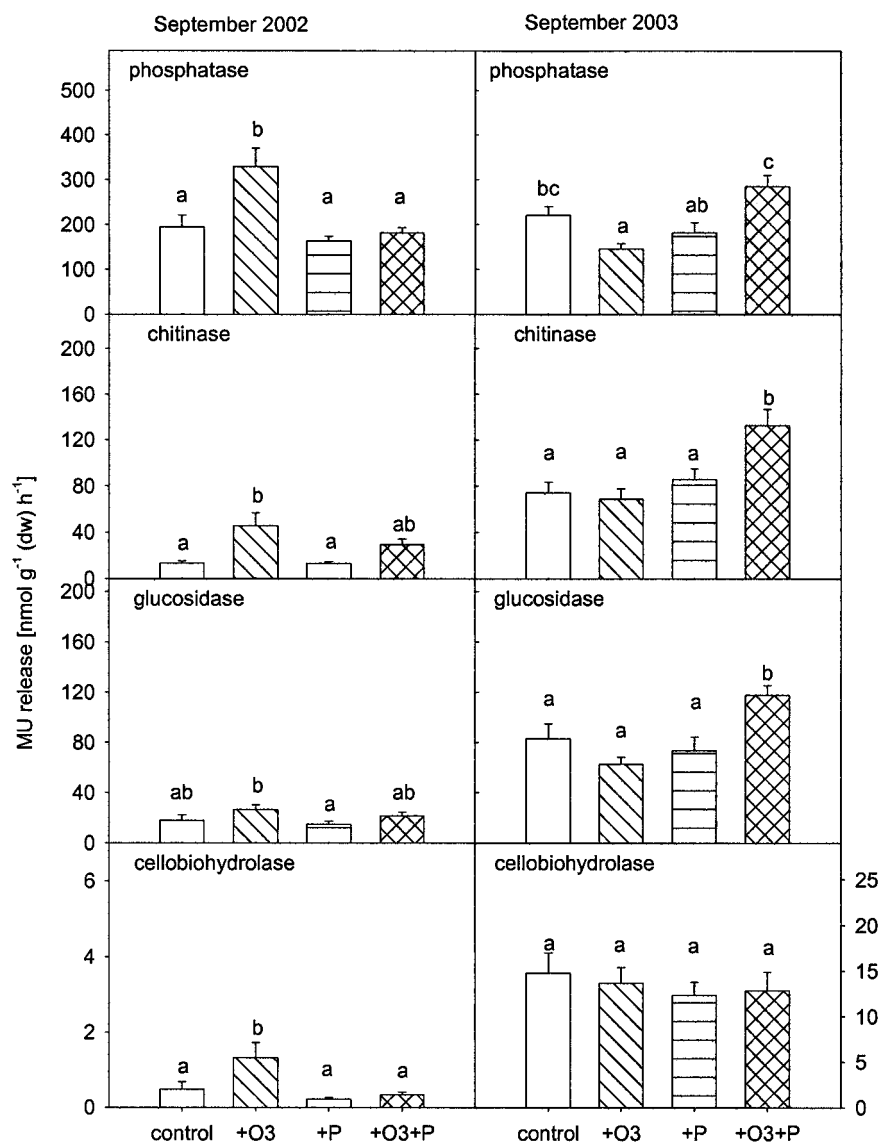 September 2002 September 2003
phosphatase phosphatase
500
400
300
200
100
0
b
a a a
bc a ab c
chitinase chitinase
200
160
120
80
40
0
a b a ab
a a a b
glucosidase glucosidase
200
160
120
80
40
0
ab b a ab
a a a b
cellobiohydrolase cellobiohydrolase
6
4
2
0
a b a a
a a a a
25
20
15
10
5
0
control +O3 +P +O3+P control +O3 +P +O3+P
MU release [nmol g⁻¹ (dw) h⁻¹]